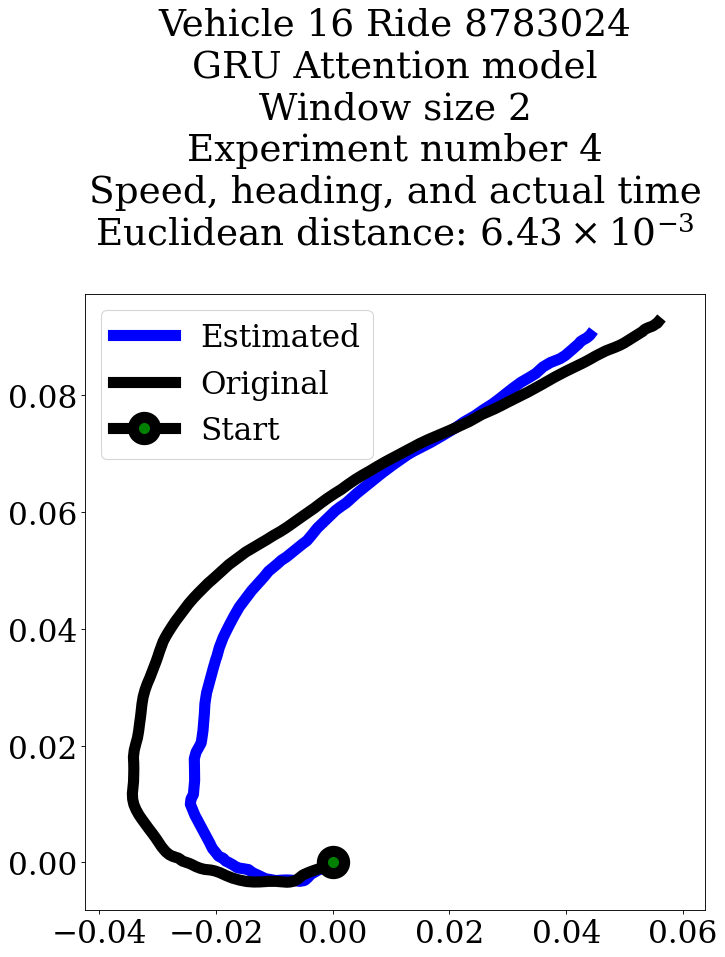 Vehicle 16 Ride 8783024
GRU Attention model
Window size 2
Experiment number 4
Speed, heading, and actual time
Euclidean distance: 6.43 × 10⁻³
Estimated
Original
Start
0.08
0.06
0.04
0.02
0.00
−0.04 −0.02 0.00 0.02 0.04 0.06